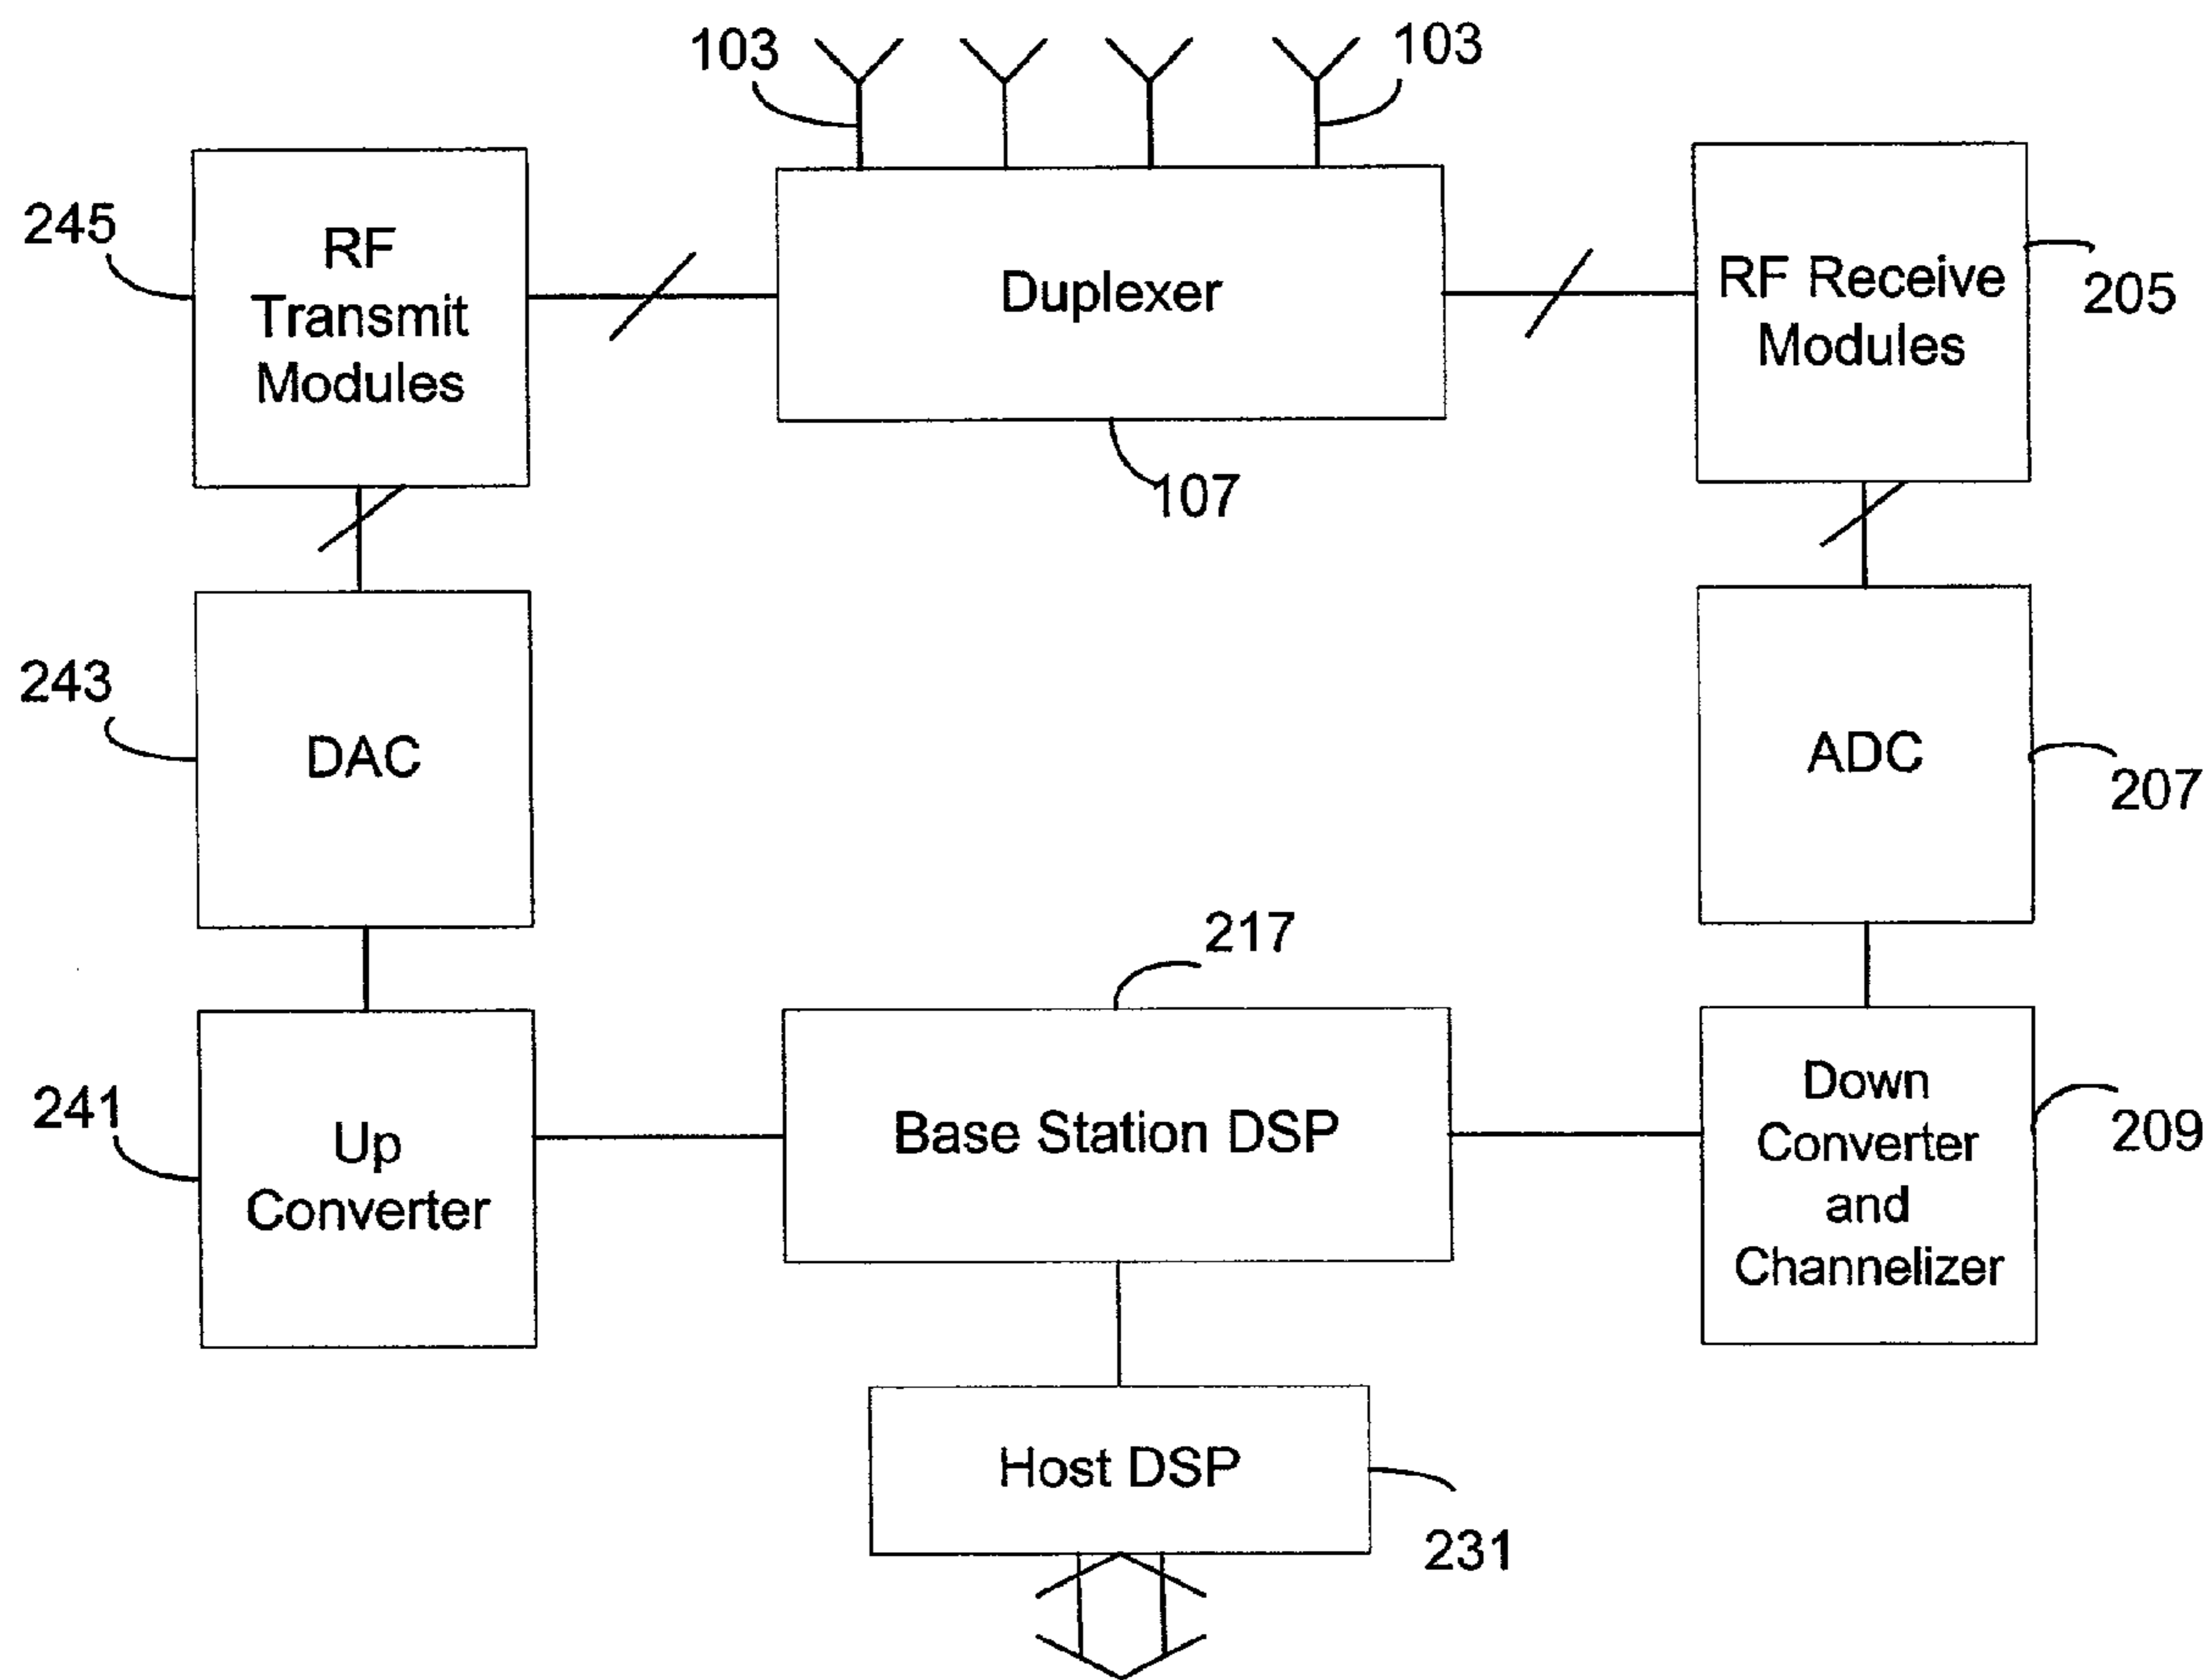 103
103
245
RF
Transmit
Modules
Duplexer
RF Receive
Modules
205
107
243
DAC
ADC
207
217
241
Up
Converter
Base Station DSP
Down
Converter
and
Channelizer
209
Host DSP
231